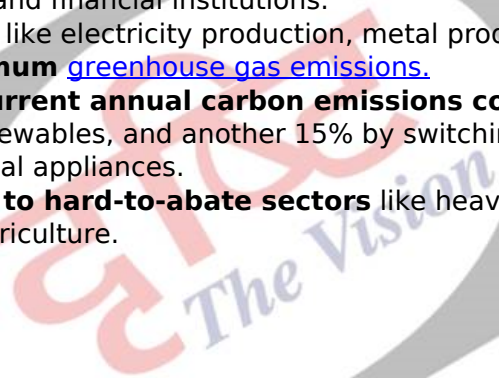 and financial institutions.
like electricity production, metal proc
num greenhouse gas emissions.
urrent annual carbon emissions co
ewables, and another 15% by switchin
al appliances.
to hard-to-abate sectors like heav
riculture.
The Vision